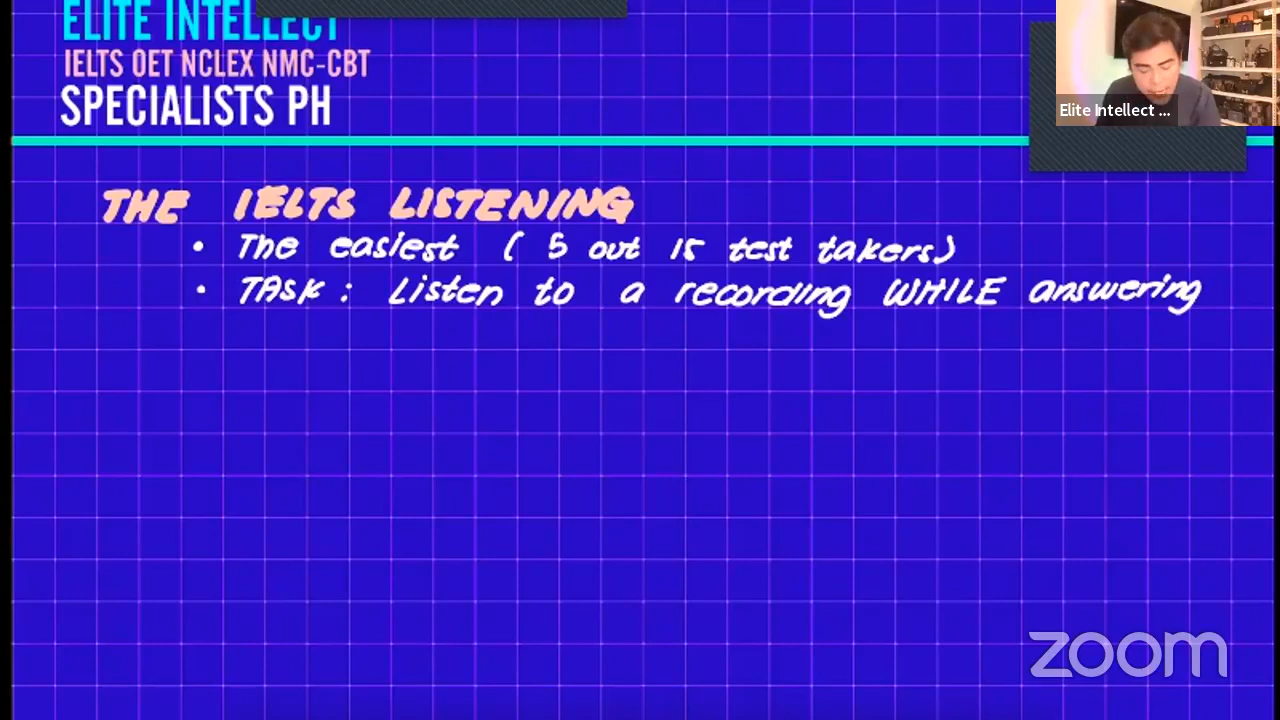 ELITE INTELLECT
IELTS OET NCLEX NMC-CBT
SPECIALISTS PH
Elite Intellect ...
THE IELTS LISTENING
• The easiest ( 5 out 15 test takers)
• TASK : Listen to a recording WHILE answering
zoom